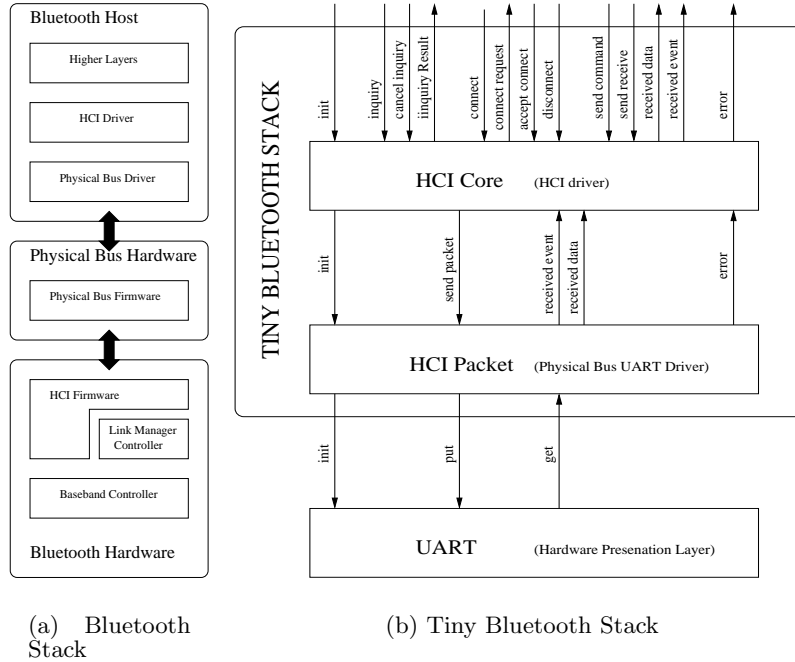 Bluetooth Host
Higher Layers
HCI Driver
Physical Bus Driver
Physical Bus Hardware
Physical Bus Firmware
HCI Firmware
Link Manager
Controller
Baseband Controller
Bluetooth Hardware
(a) Bluetooth
Stack
TINY BLUETOOTH STACK
init
inquiry
cancel inquiry
iinquiry Result
connect
connect request
accept connect
disconnect
send command
send receive
received data
received event
error
HCI Core (HCI driver)
init
send packet
received event
received data
error
HCI Packet (Physical Bus UART Driver)
init
put
get
UART (Hardware Presenation Layer)
(b) Tiny Bluetooth Stack